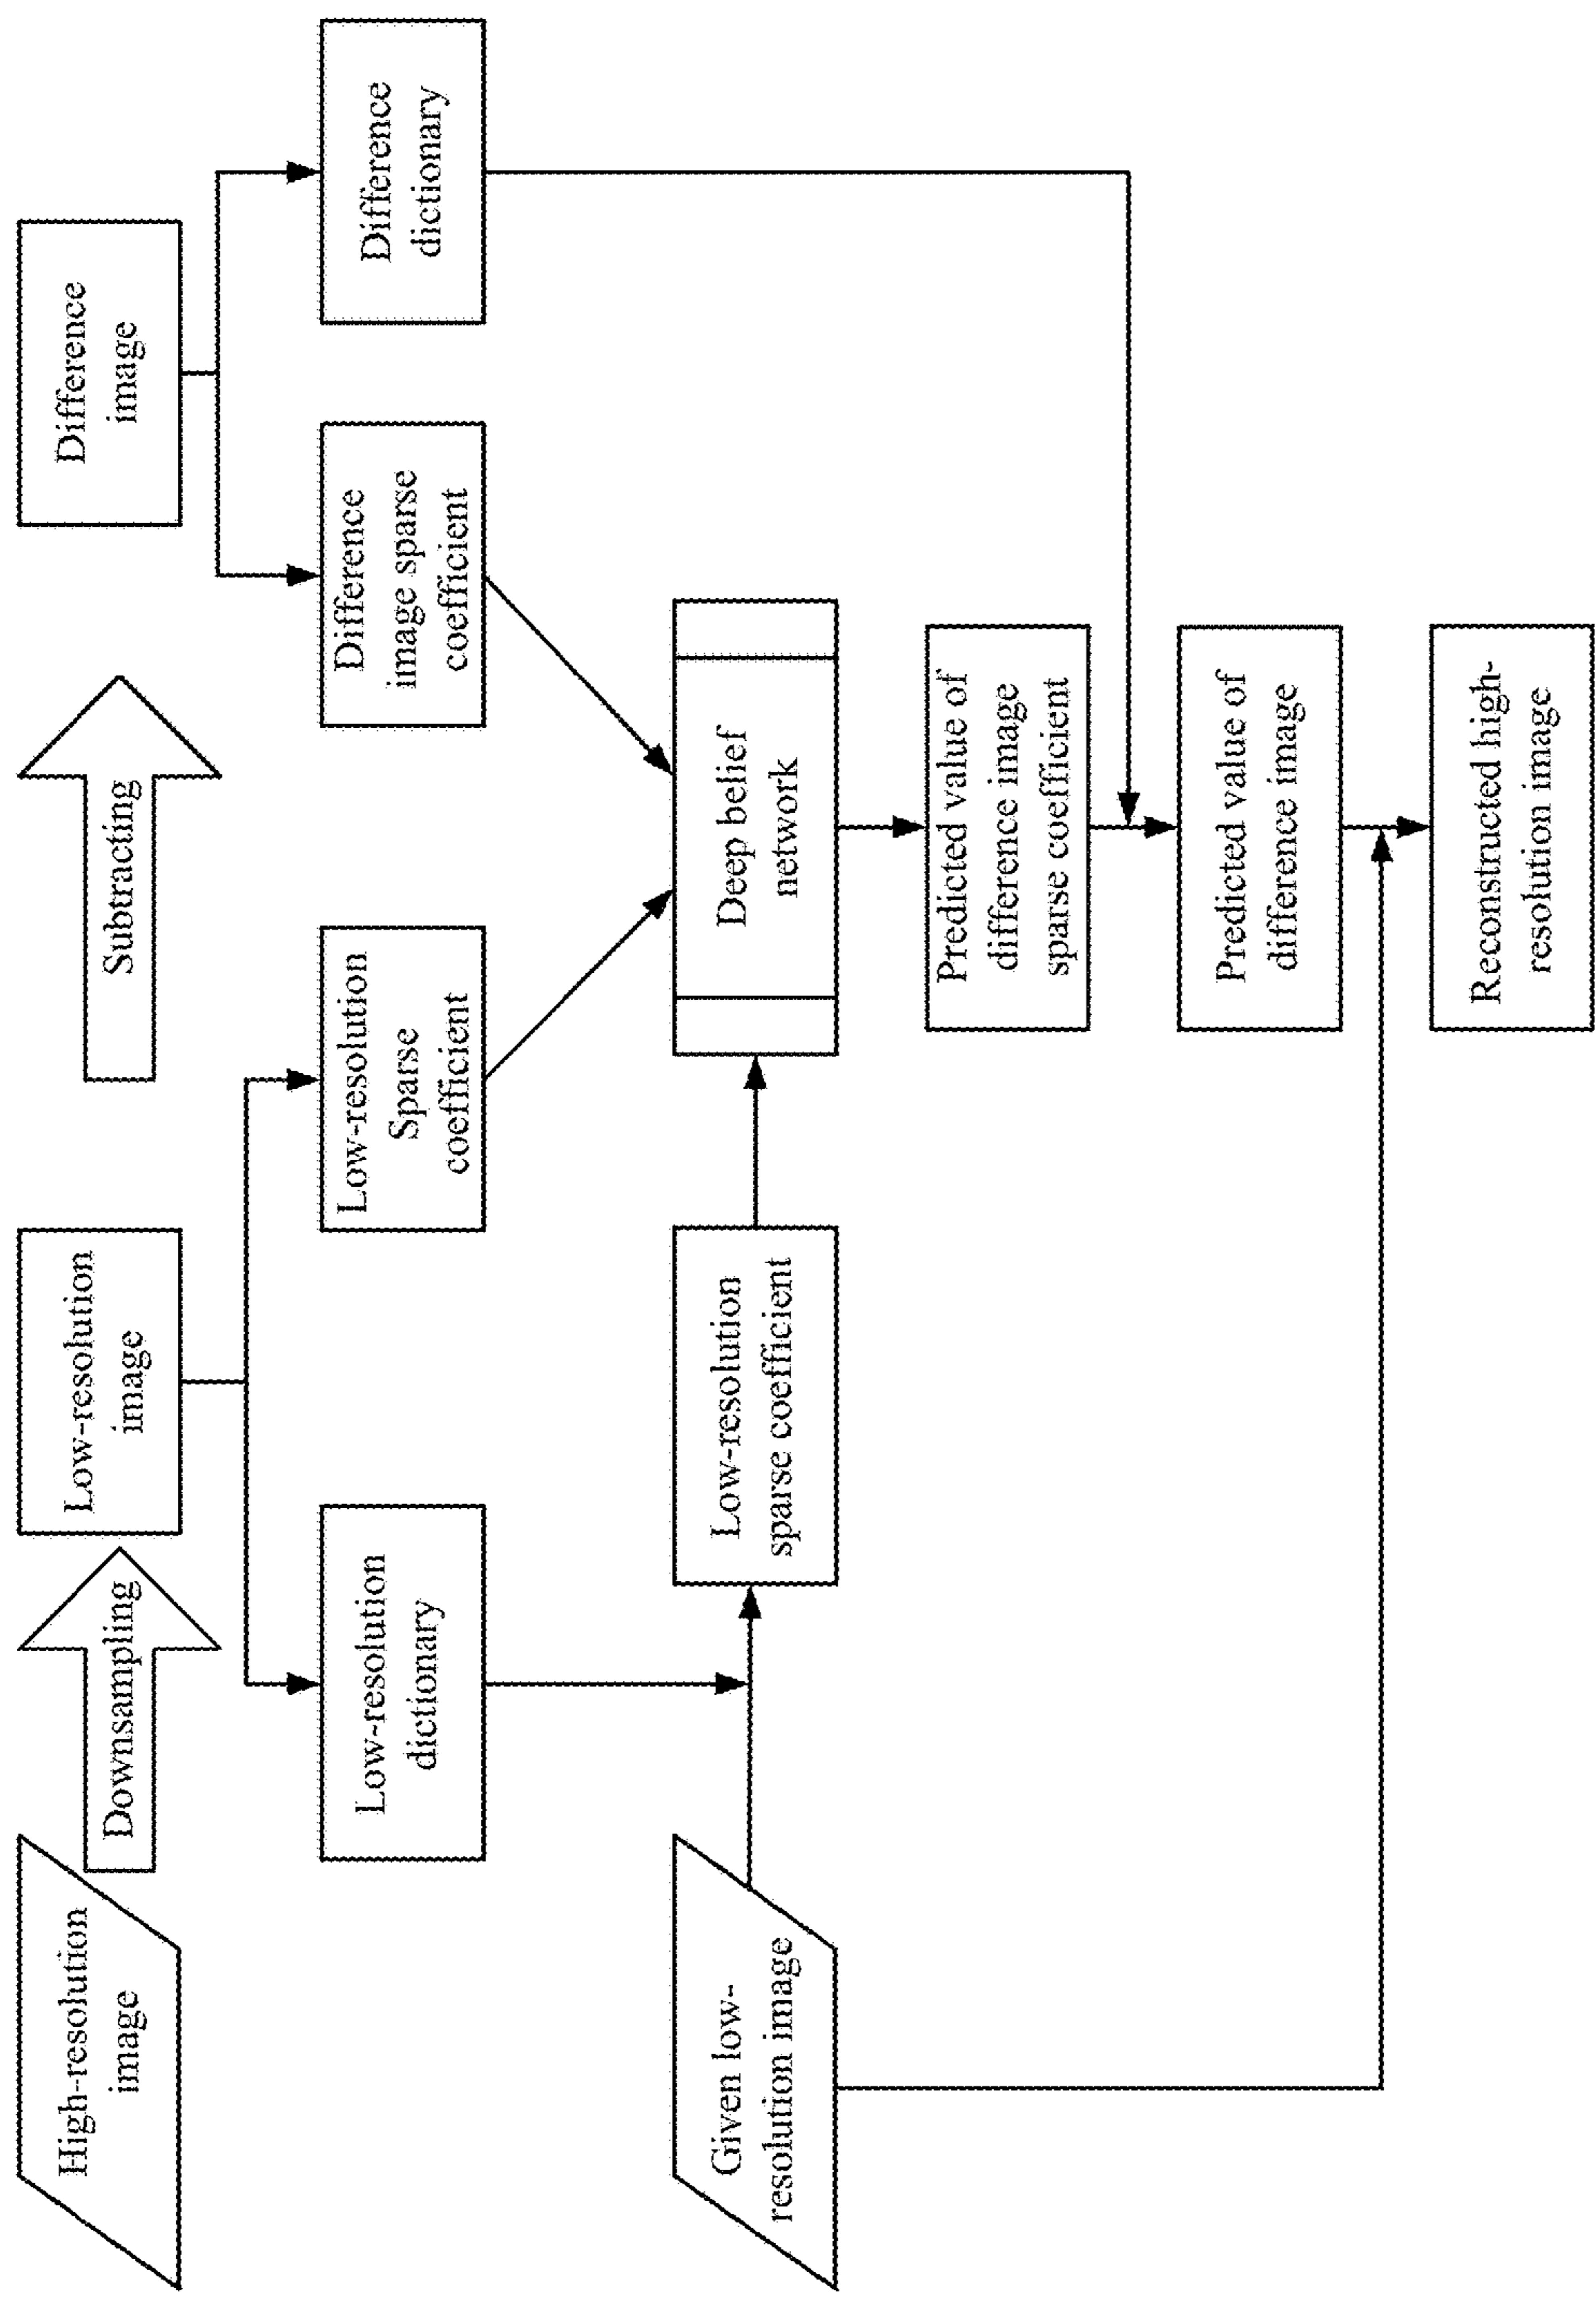 High-resolution
image
Downsampling
Low-resolution
image
Subtracting
Difference
image
Low-resolution
dictionary
Low-resolution
Sparse
coefficient
Difference
image sparse
coefficient
Difference
dictionary
Given low-
resolution image
Low-resolution
sparse coefficient
Deep belief
network
Predicted value of
difference image
sparse coefficient
Predicted value of
difference image
Reconstructed high-
resolution image